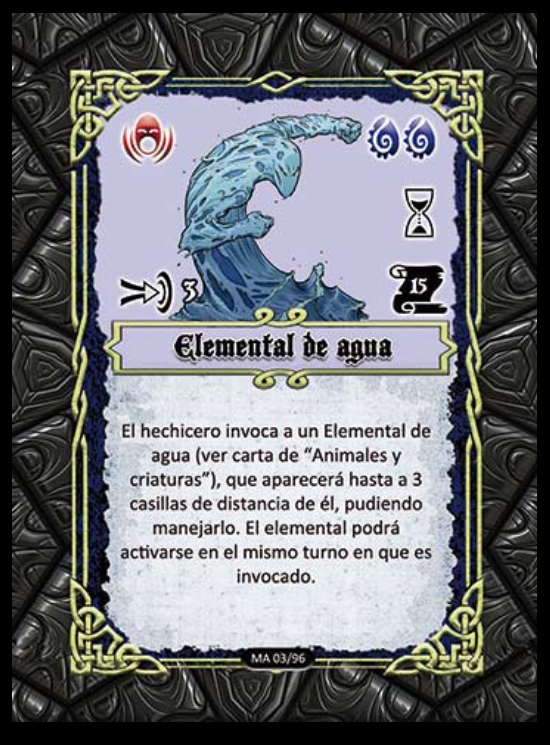 3
15
Elemental de agua
El hechicero invoca a un Elemental de
agua (ver carta de “Animales y
criaturas”), que aparecerá hasta a 3
casillas de distancia de él, pudiendo
manejarlo. El elemental podrá
activarse en el mismo turno en que es
invocado.
MA 03/96